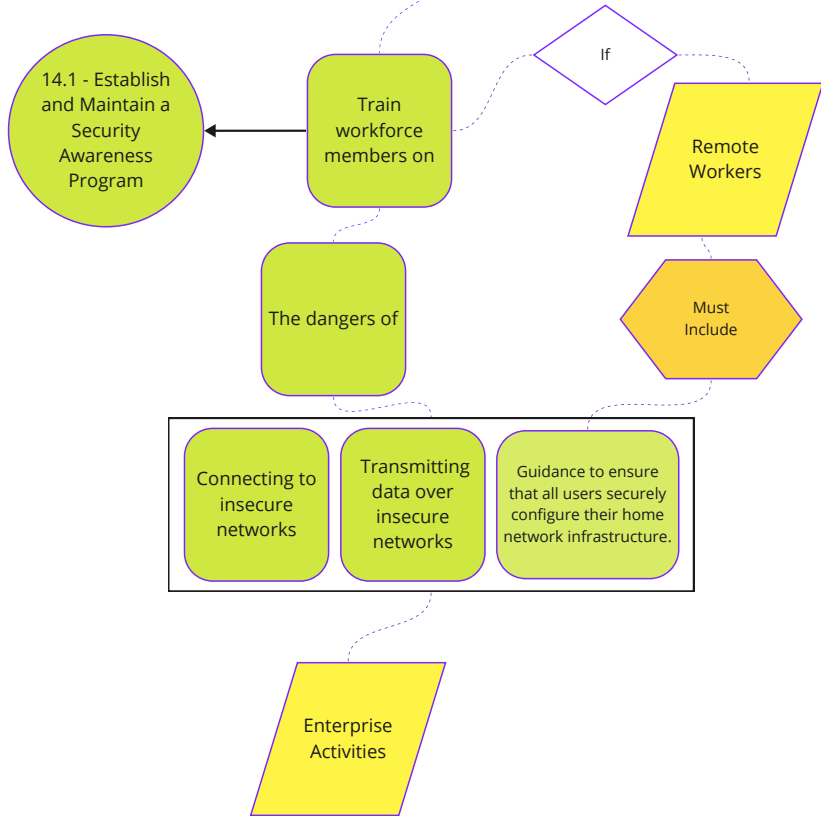 14.1 - Establish
and Maintain a
Security
Awareness
Program
Train
workforce
members on
If
Remote
Workers
The dangers of
Must
Include
Connecting to
insecure
networks
Transmitting
data over
insecure
networks
Guidance to ensure
that all users securely
configure their home
network infrastructure.
Enterprise
Activities